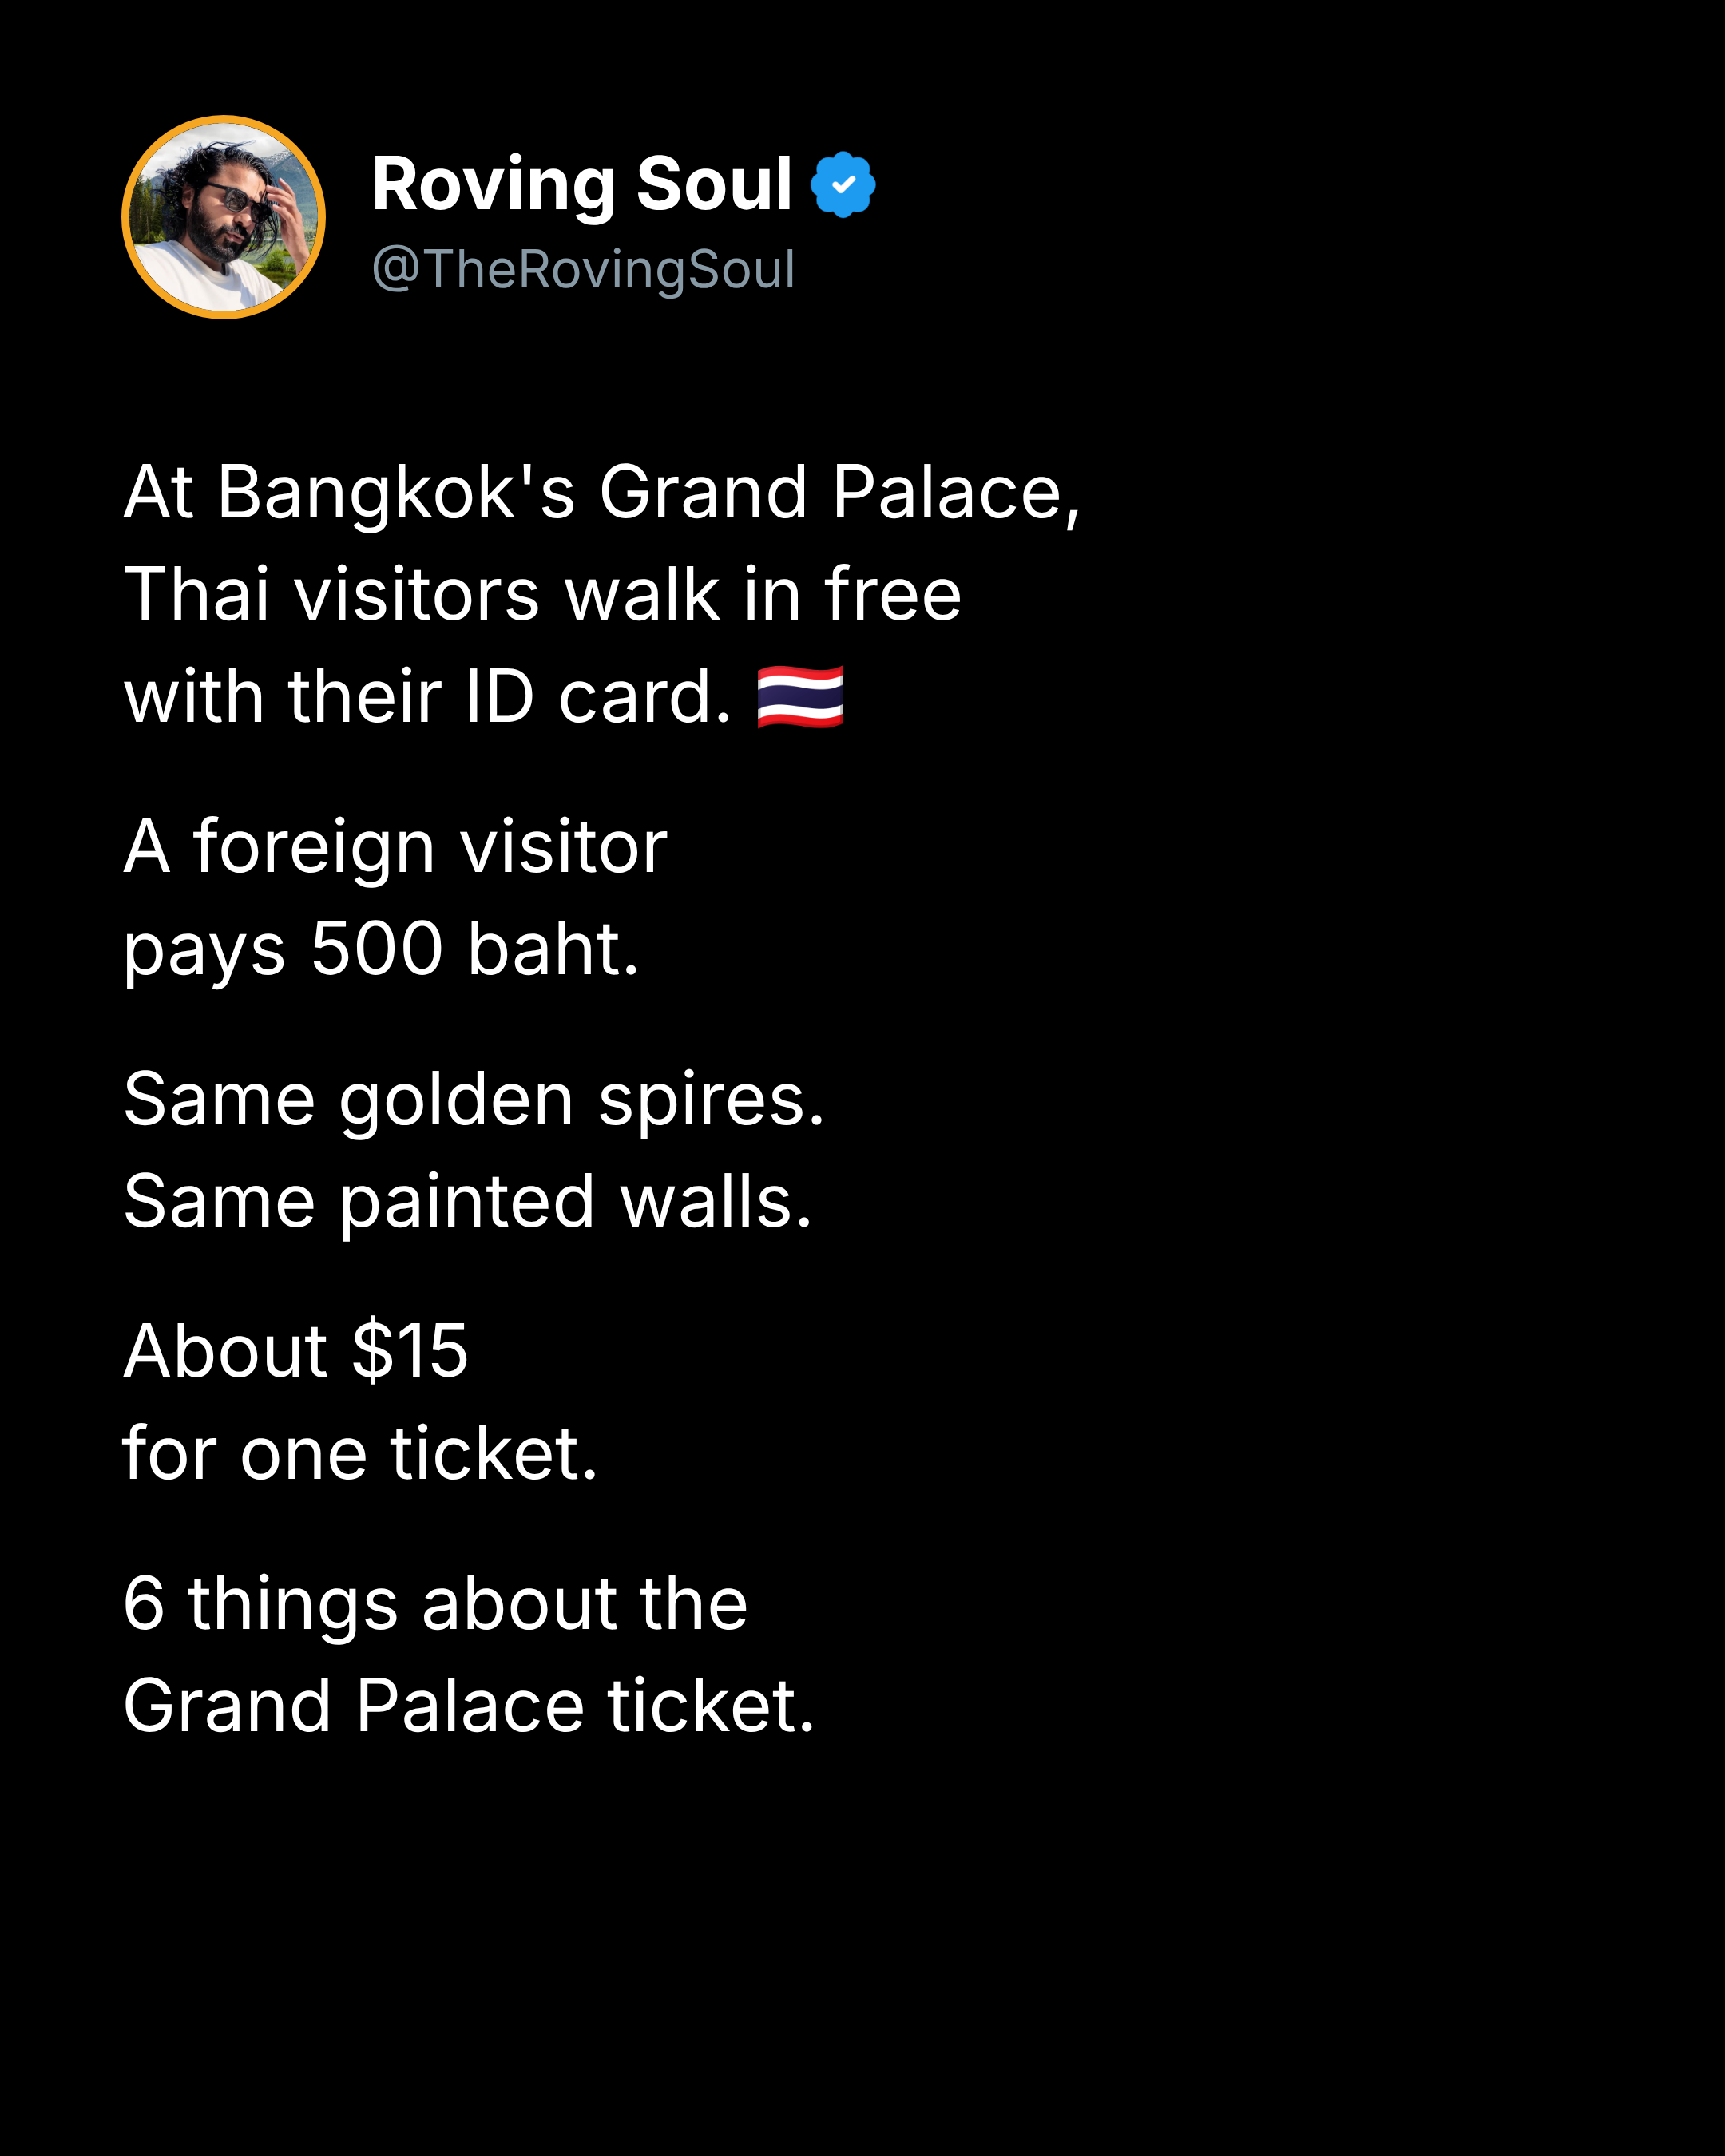 Roving Soul
@TheRovingSoul
At Bangkok's Grand Palace,
Thai visitors walk in free
with their ID card. 🇹🇭
A foreign visitor
pays 500 baht.
Same golden spires.
Same painted walls.
About $15
for one ticket.
6 things about the
Grand Palace ticket.